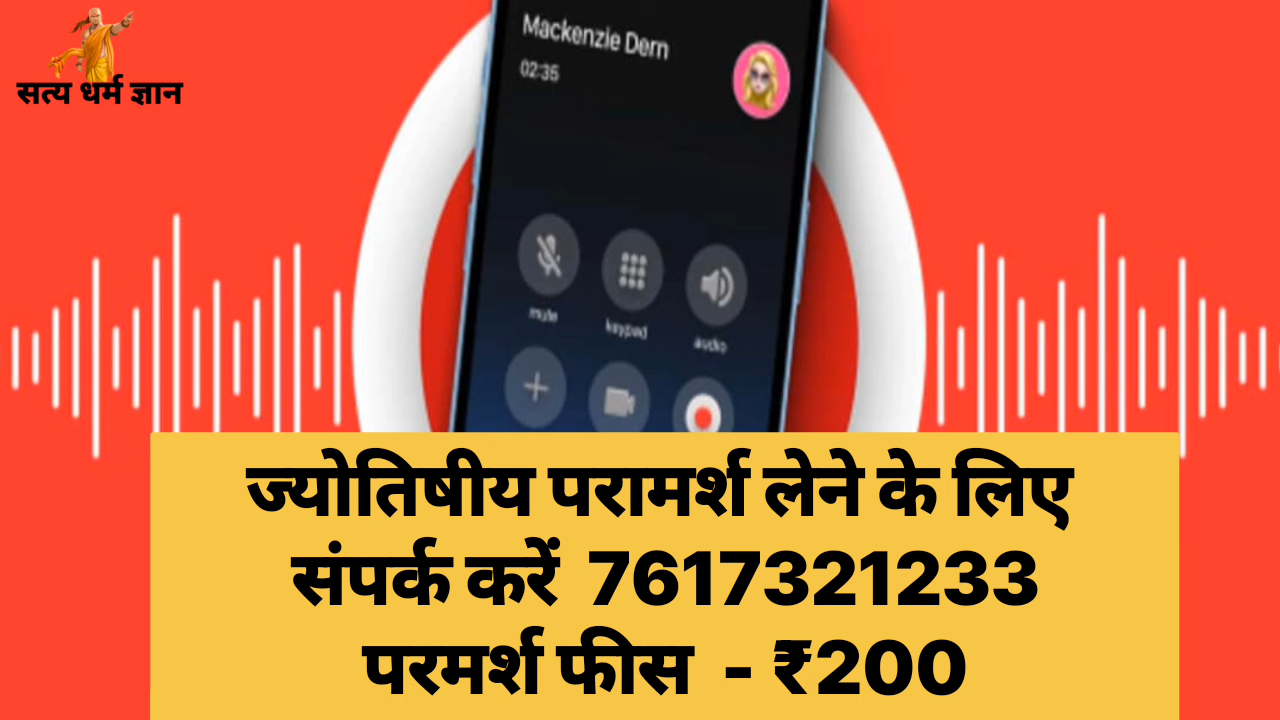 सत्य धर्म ज्ञान
Mackenzie Dern
02:35
mute
keypad
audio
ज्योतिषीय परामर्श लेने के लिए
संपर्क करें 7617321233
परमर्श फीस - ₹200